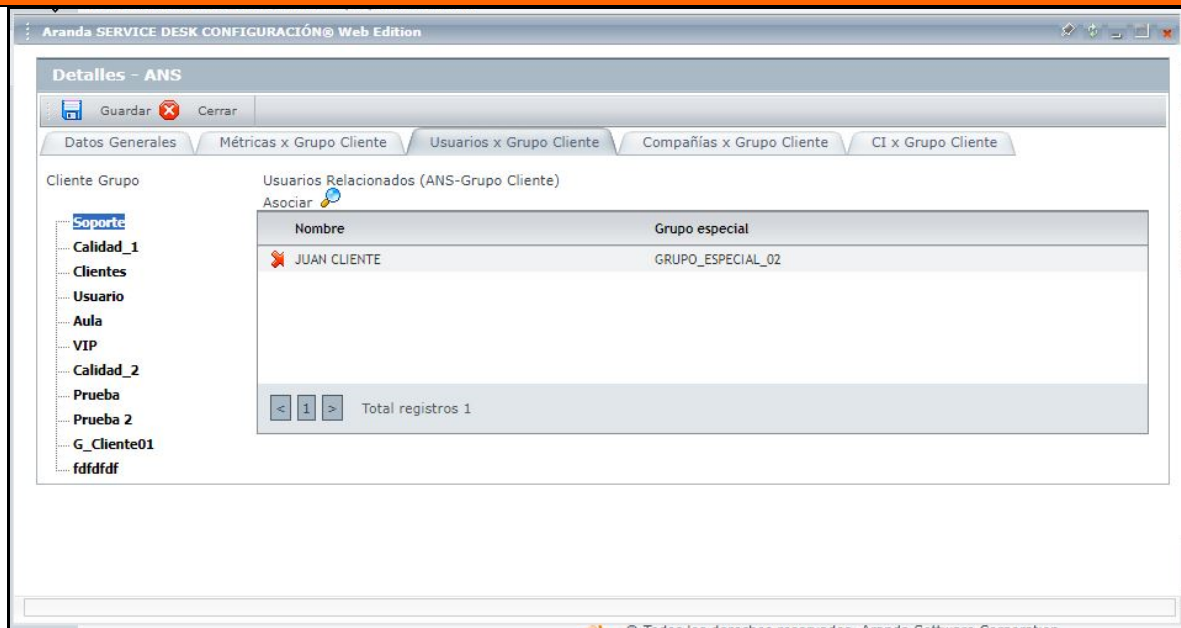 Aranda SERVICE DESK CONFIGURACIÓN® Web Edition
Detalles - ANS
Guardar Cerrar
Datos Generales Métricas x Grupo Cliente Usuarios x Grupo Cliente Compañías x Grupo Cliente CI x Grupo Cliente
Cliente Grupo
Usuarios Relacionados (ANS-Grupo Cliente)
Asociar
Soporte
Calidad_1
Clientes
Usuario
Aula
VIP
Calidad_2
Prueba
Prueba 2
G_Cliente01
fdfdfdf
Nombre Grupo especial
JUAN CLIENTE GRUPO_ESPECIAL_02
< 1 > Total registros 1